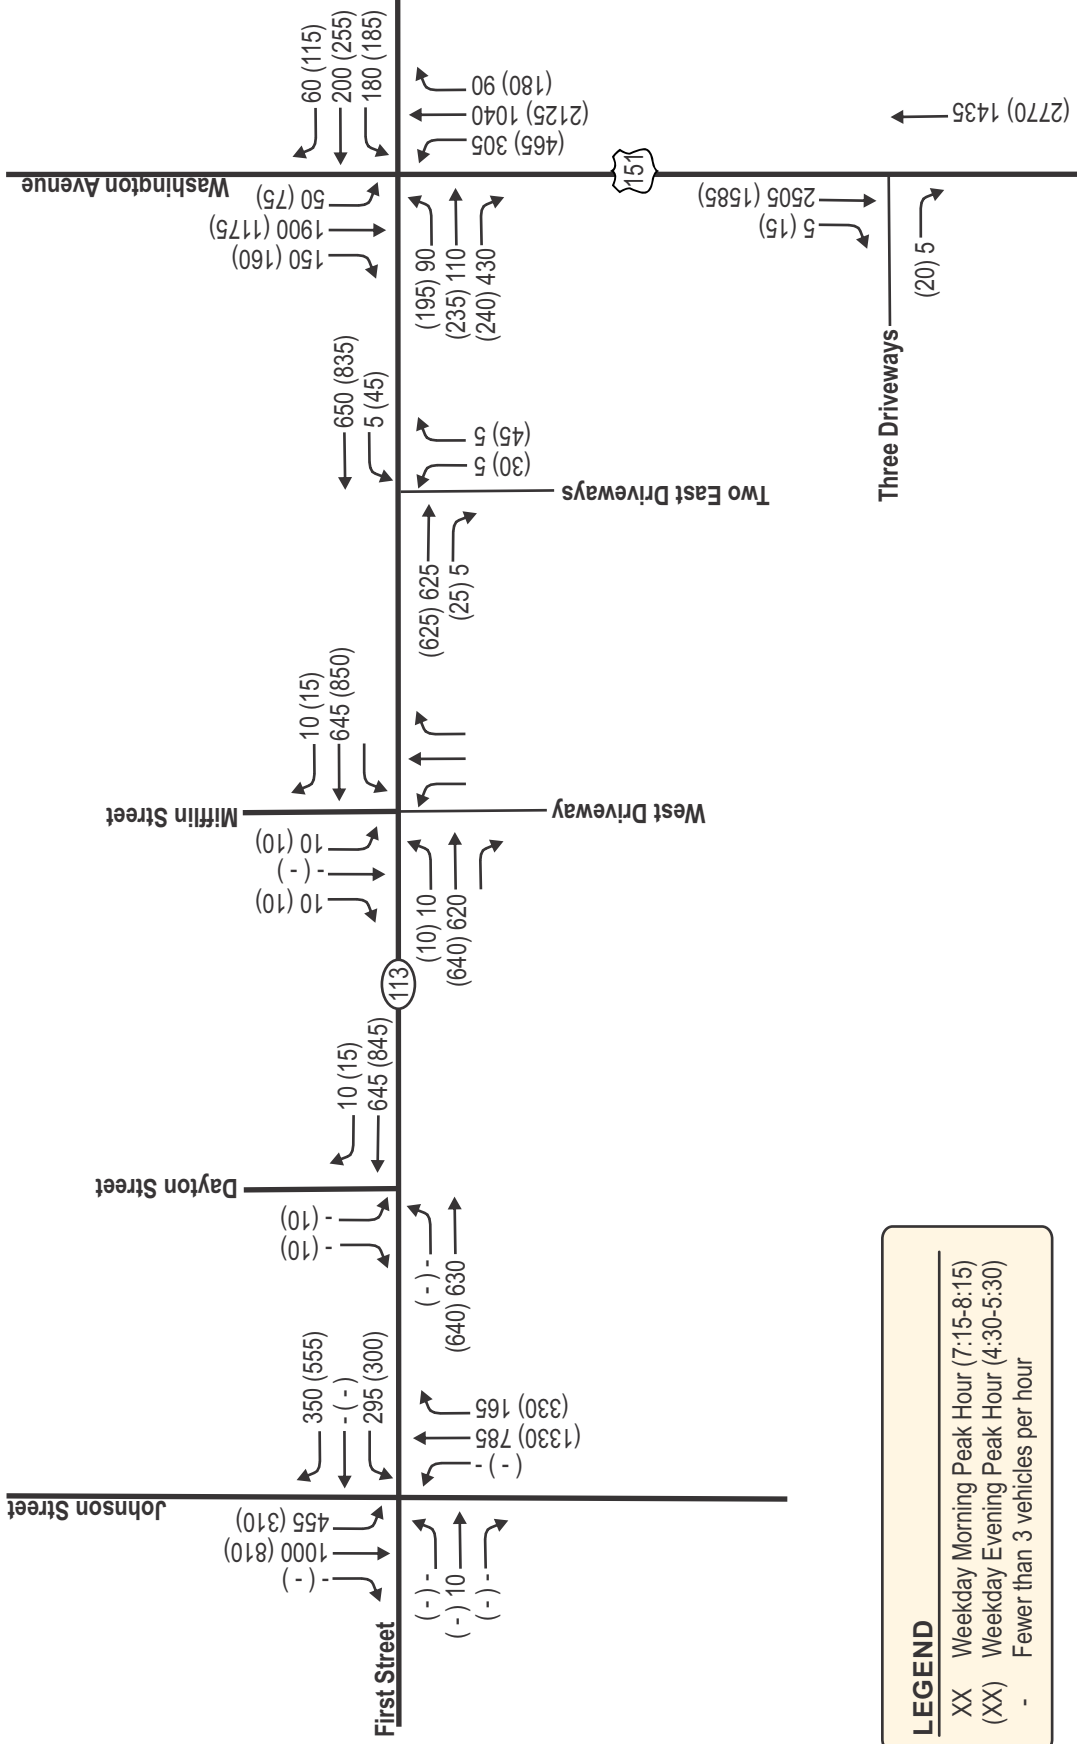 60 (115)
200 (255)
180 (185)
(180) 90
(2125) 1040
(465) 305
Washington Avenue
50 (75)
1900 (1175)
150 (160)
(195) 90
(235) 110
(240) 430
151
(2770) 1435
2505 (1585)
5 (15)
(20) 5
Three Driveways
650 (835)
5 (45)
(45) 5
(30) 5
Two East Driveways
(625) 625
(25) 5
10 (15)
645 (850)
Mifflin Street
West Driveway
10 (10)
- ( - )
10 (10)
(10) 10
(640) 620
113
10 (15)
645 (845)
Dayton Street
- (10)
- (10)
( - ) -
(640) 630
350 (555)
- ( - )
295 (300)
(330) 165
(1330) 785
( - ) -
Johnson Street
455 (310)
1000 (810)
- ( - )
( - ) -
( - ) 10
( - ) -
First Street
LEGEND
XX Weekday Morning Peak Hour (7:15-8:15)
(XX) Weekday Evening Peak Hour (4:30-5:30)
- Fewer than 3 vehicles per hour